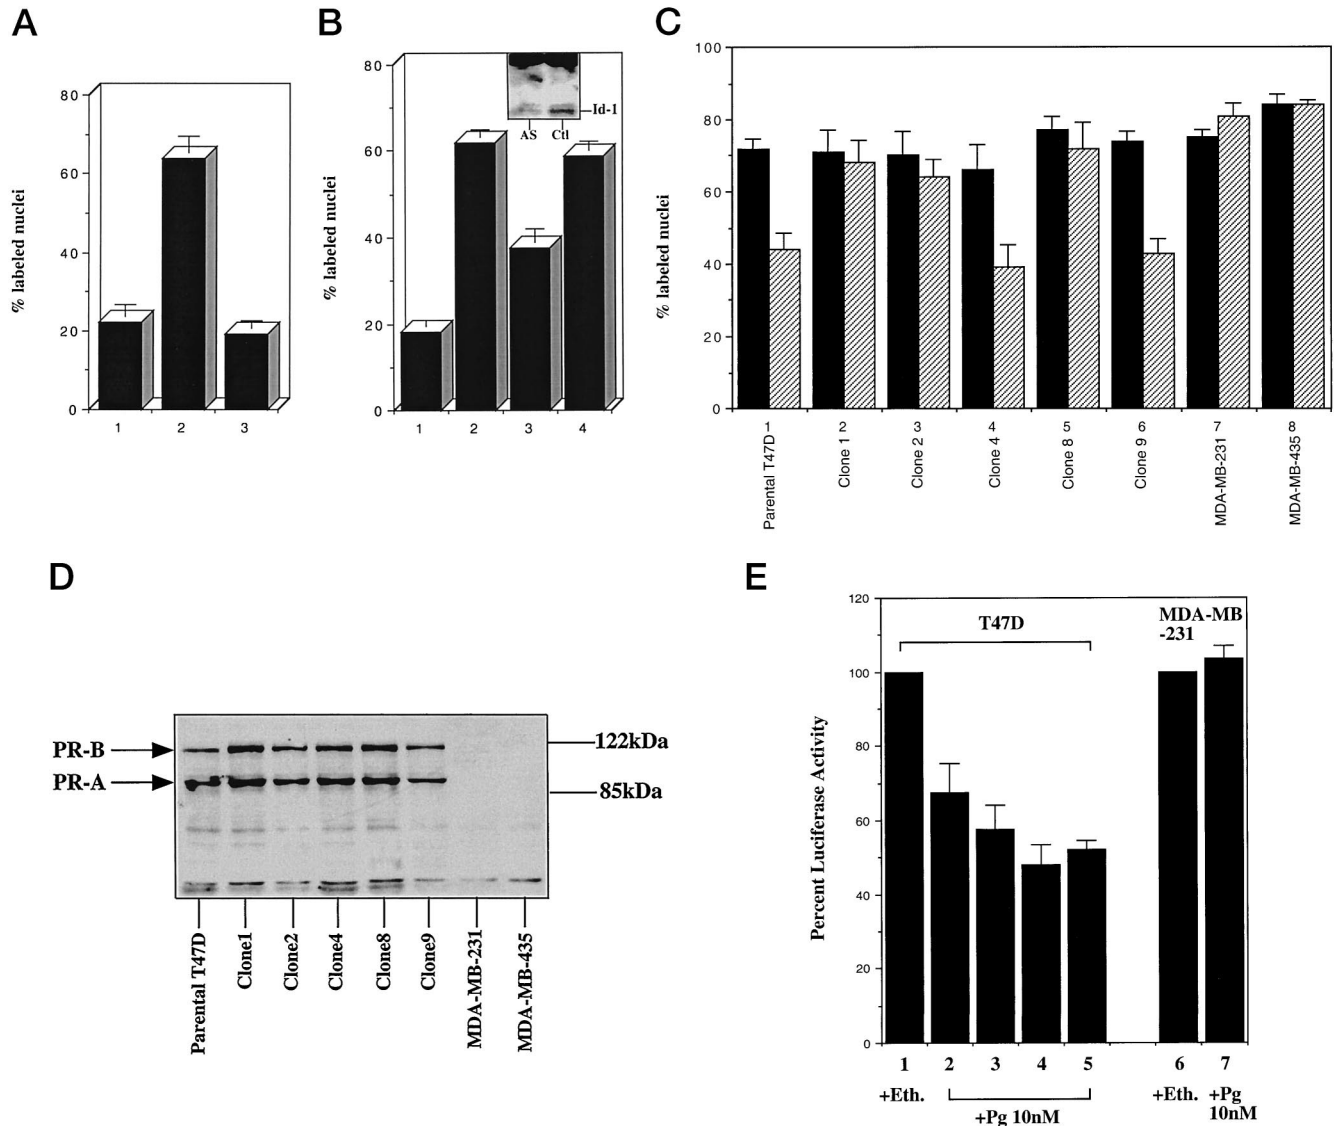 A
% labeled nuclei
80
60
40
20
0
1 2 3
B
% labeled nuclei
80
60
40
20
0
Id-1
AS Ctl
1 2 3 4
C
% labeled nuclei
100
80
60
40
20
0
1 2 3 4 5 6 7 8
Parental T47D
Clone 1
Clone 2
Clone 4
Clone 8
Clone 9
MDA-MB-231
MDA-MB-435
D
PR-B
PR-A
122kDa
85kDa
Parental T47D
Clone1
Clone2
Clone4
Clone8
Clone9
MDA-MB-231
MDA-MB-435
E
Percent Luciferase Activity
120
100
80
60
40
20
0
T47D
MDA-MB
-231
1 2 3 4 5 6 7
+Eth.
+Pg 10nM
+Eth. +Pg
10nM